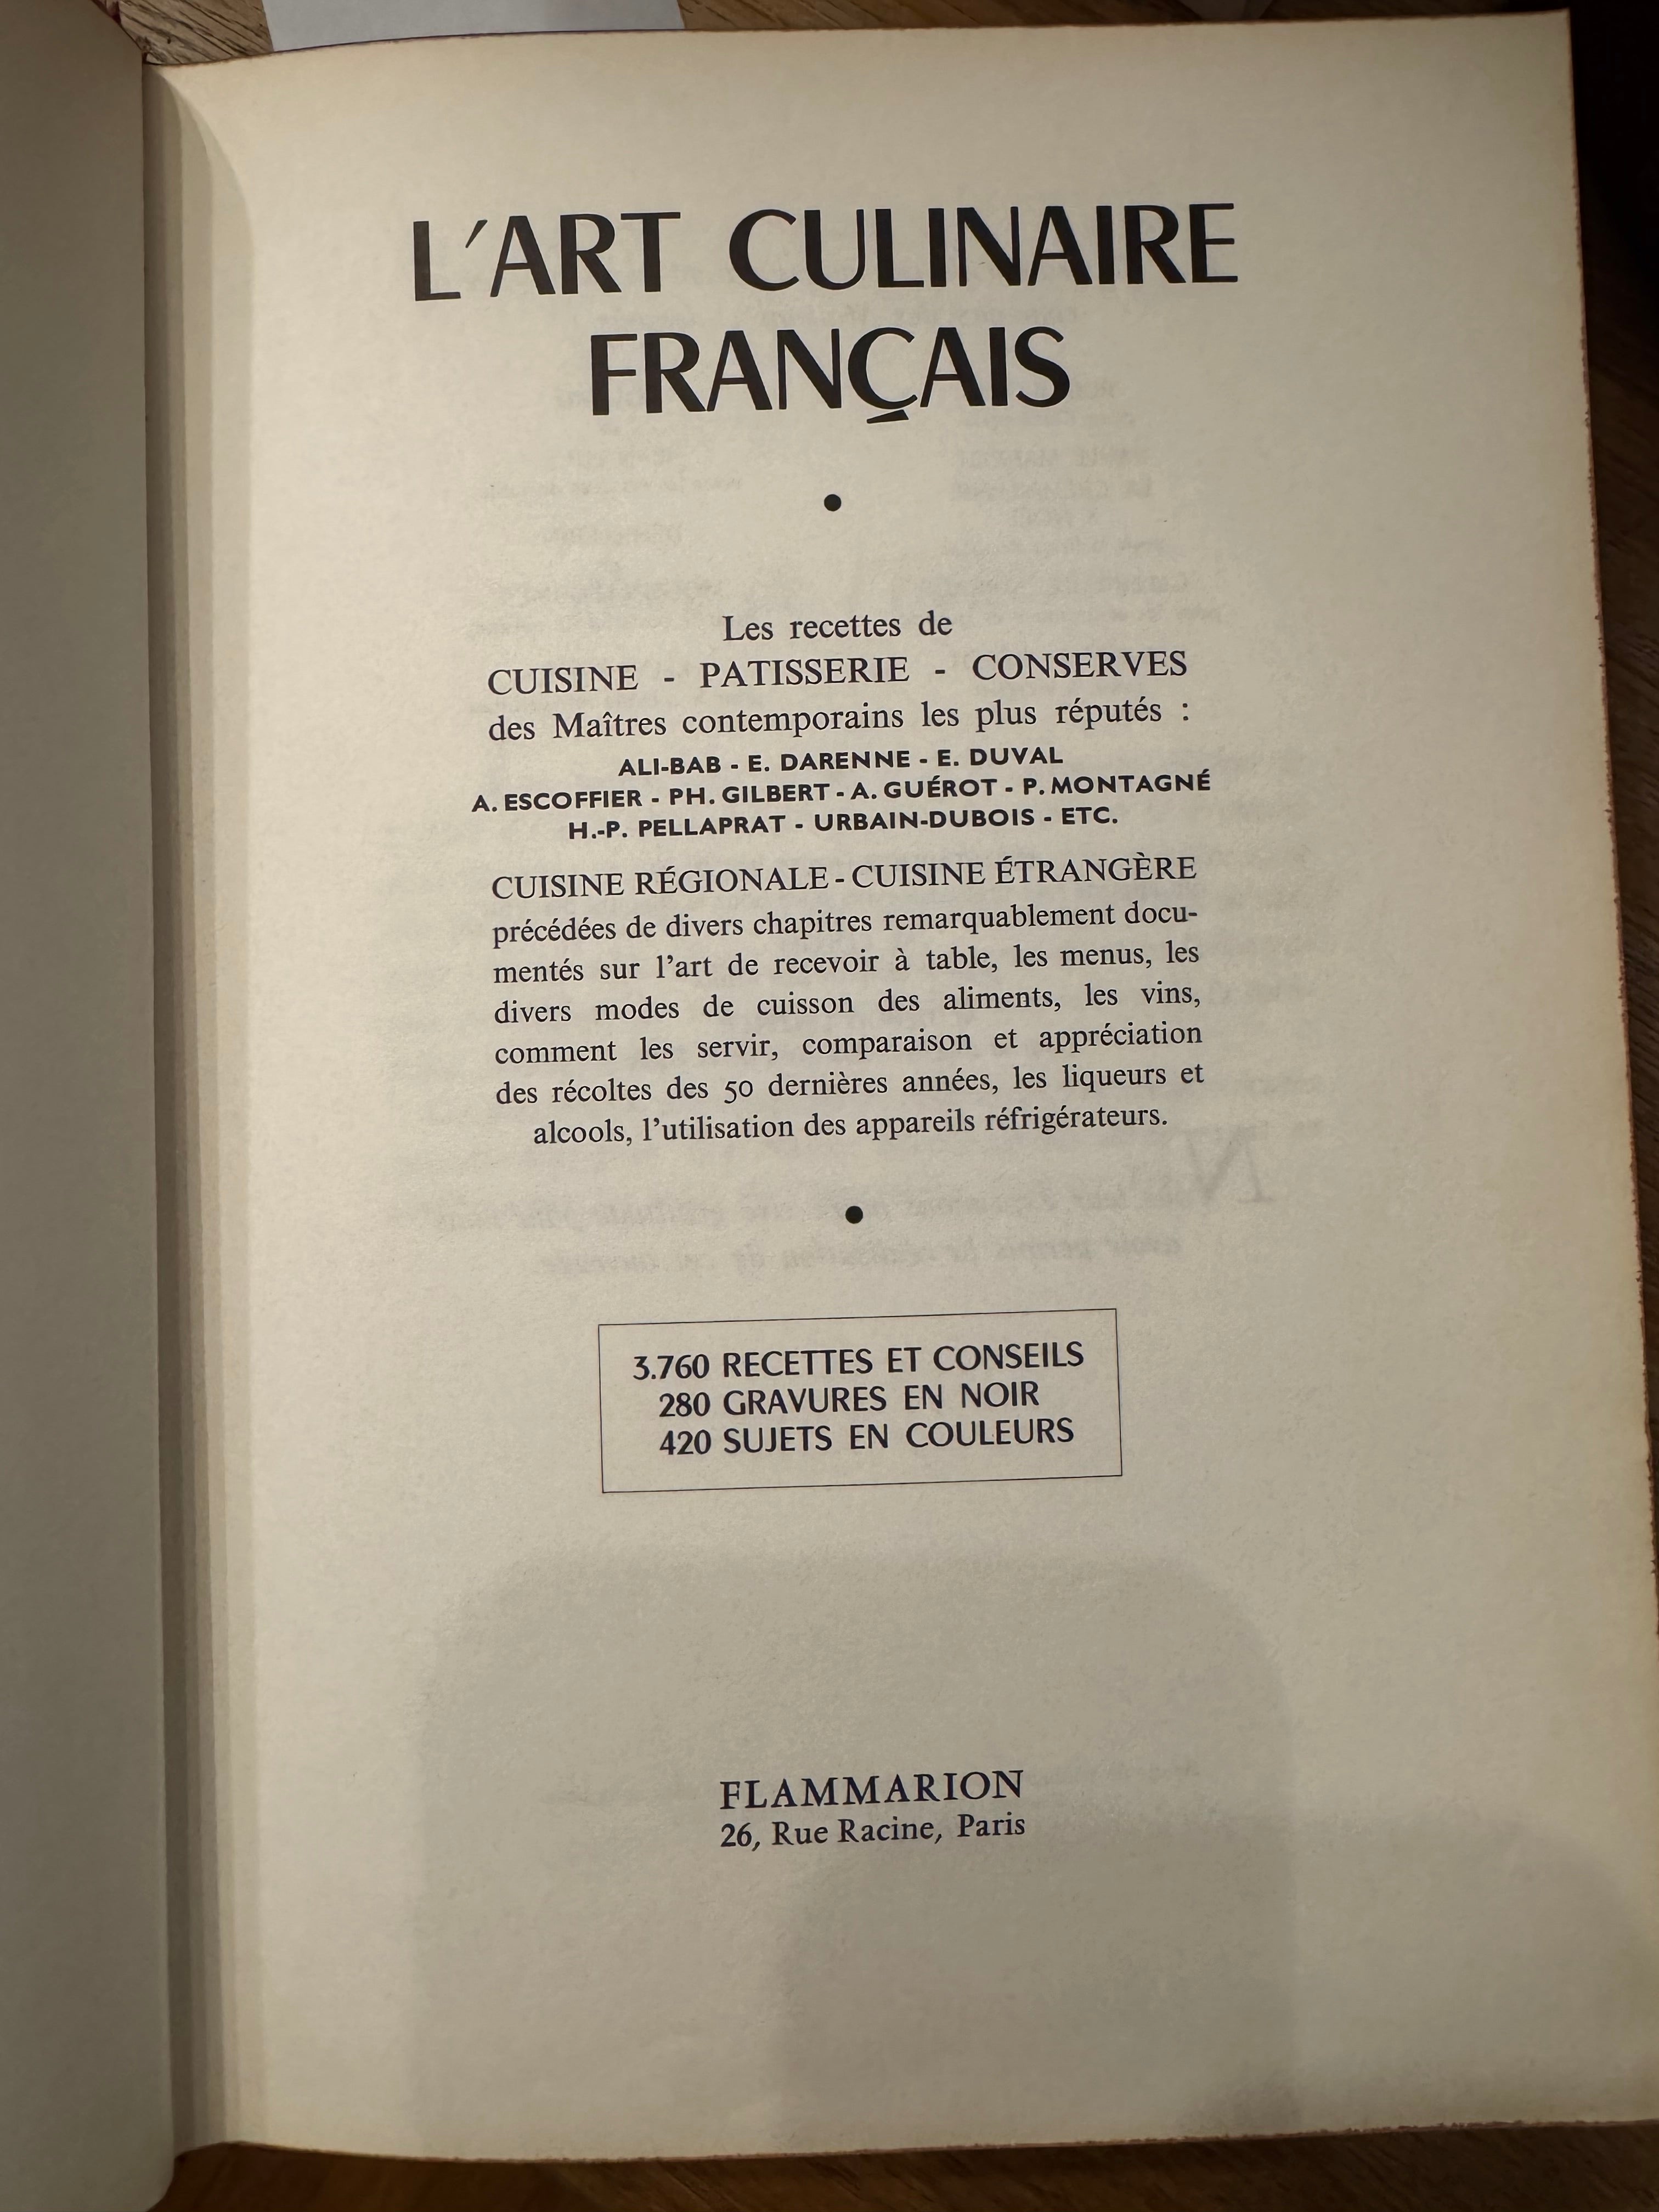 L'ART CULINAIRE
FRANÇAIS
•
Les recettes de
CUISINE - PATISSERIE - CONSERVES
des Maîtres contemporains les plus réputés :
ALI-BAB - E. DARENNE - E. DUVAL
A. ESCOFFIER - PH. GILBERT - A. GUÉROT - P. MONTAGNÉ
H.-P. PELLAPRAT - URBAIN-DUBOIS - ETC.
CUISINE RÉGIONALE - CUISINE ÉTRANGÈRE
précédées de divers chapitres remarquablement docu-
mentés sur l'art de recevoir à table, les menus, les
divers modes de cuisson des aliments, les vins,
comment les servir, comparaison et appréciation
des récoltes des 50 dernières années, les liqueurs et
alcools, l'utilisation des appareils réfrigérateurs.
•
3.760 RECETTES ET CONSEILS
280 GRAVURES EN NOIR
420 SUJETS EN COULEURS
FLAMMARION
26, Rue Racine, Paris